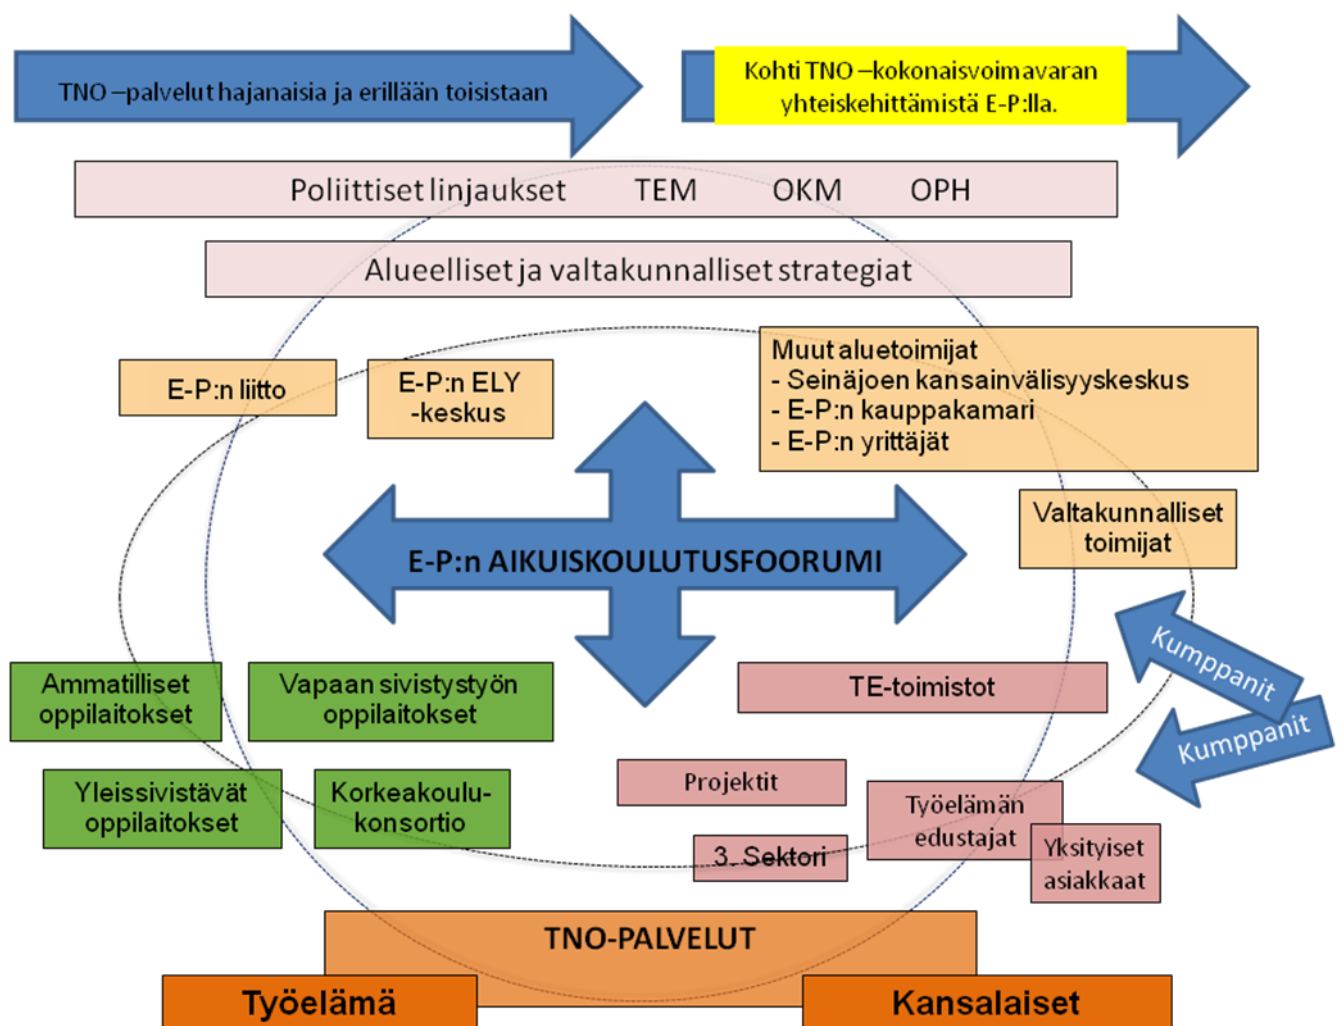 TNO –palvelut hajanaisia ja erillään toisistaan
Kohti TNO –kokonaisvoimavaran
yhteiskehittämistä E-P:lla.
Poliittiset linjaukset TEM OKM OPH
Alueelliset ja valtakunnalliset strategiat
E-P:n liitto
E-P:n ELY
-keskus
Muut aluetoimijat
- Seinäjoen kansainvälisyyskeskus
- E-P:n kauppakamari
- E-P:n yrittäjät
Valtakunnalliset
toimijat
E-P:n AIKUISKOULUTUSFOORUMI
Kumppanit
Kumppanit
Ammatilliset
oppilaitokset
Vapaan sivistystyön
oppilaitokset
TE-toimistot
Yleissivistävät
oppilaitokset
Korkeakoulu-
konsortio
Projektit
Työelämän
edustajat
3. Sektori
Yksityiset
asiakkaat
TNO-PALVELUT
Työelämä
Kansalaiset